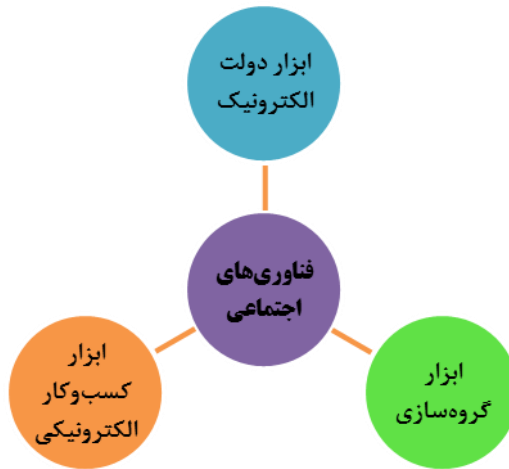 ابزار دولت
الکترونیک
فناوری‌های
اجتماعی
ابزار
گروه‌سازی
ابزار
کسب‌وکار
الکترونیکی